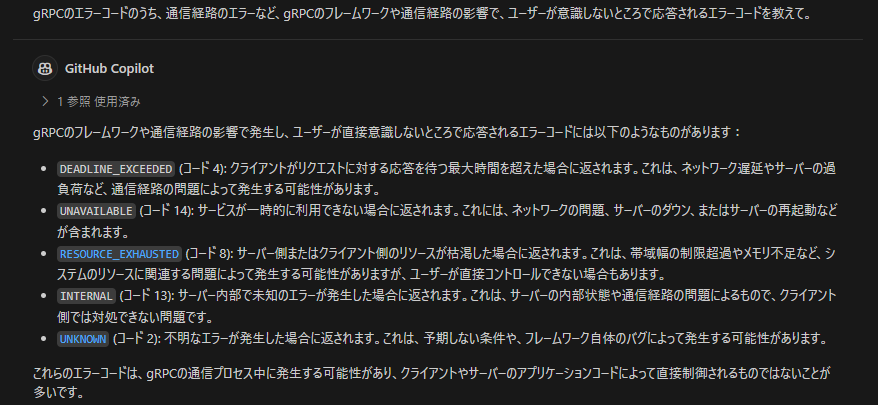 gRPCのエラーコードのうち、通信経路のエラーなど、gRPCのフレームワークや通信経路の影響で、ユーザーが意識しないところで応答されるエラーコードを教えて。
GitHub Copilot
1 参照 使用済み
gRPCのフレームワークや通信経路の影響で発生し、ユーザーが直接意識しないところで応答されるエラーコードには以下のようなものがあります：
DEADLINE_EXCEEDED (コード 4): クライアントがリクエストに対する応答を待つ最大時間を超えた場合に返されます。これは、ネットワーク遅延やサーバーの過
負荷など、通信経路の問題によって発生する可能性があります。
UNAVAILABLE (コード 14): サービスが一時的に利用できない場合に返されます。これには、ネットワークの問題、サーバーのダウン、またはサーバーの再起動など
が含まれます。
RESOURCE_EXHAUSTED (コード 8): サーバー側またはクライアント側のリソースが枯渇した場合に返されます。これは、帯域幅の制限超過やメモリ不足など、シ
ステムのリソースに関連する問題によって発生する可能性がありますが、ユーザーが直接コントロールできない場合もあります。
INTERNAL (コード 13): サーバー内部で未知のエラーが発生した場合に返されます。これは、サーバーの内部状態や通信経路の問題によるもので、クライアント
側では対処できない問題です。
UNKNOWN (コード 2): 不明なエラーが発生した場合に返されます。これは、予期しない条件や、フレームワーク自体のバグによって発生する可能性があります。
これらのエラーコードは、gRPCの通信プロセス中に発生する可能性があり、クライアントやサーバーのアプリケーションコードによって直接制御されるものではないことが
多いです。